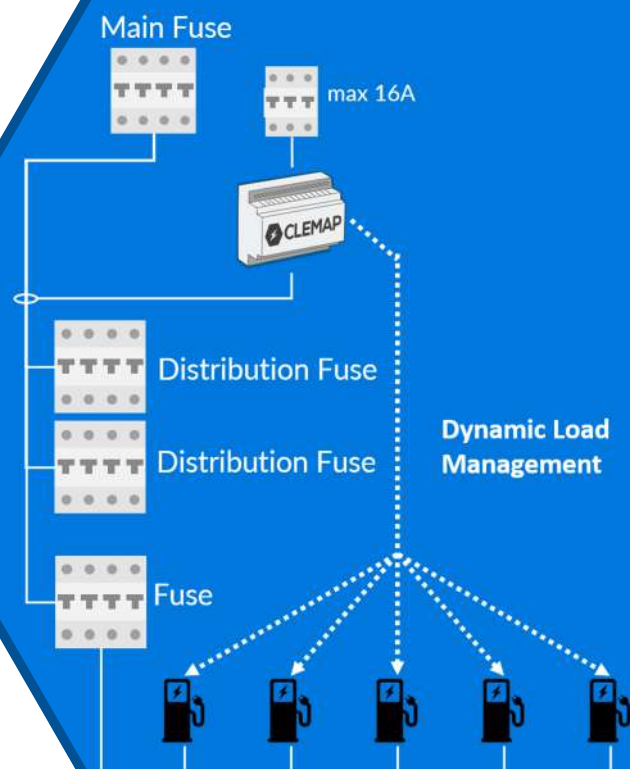 Main Fuse
max 16A
CLEMAP
Distribution Fuse
Distribution Fuse
Dynamic Load
Management
Fuse